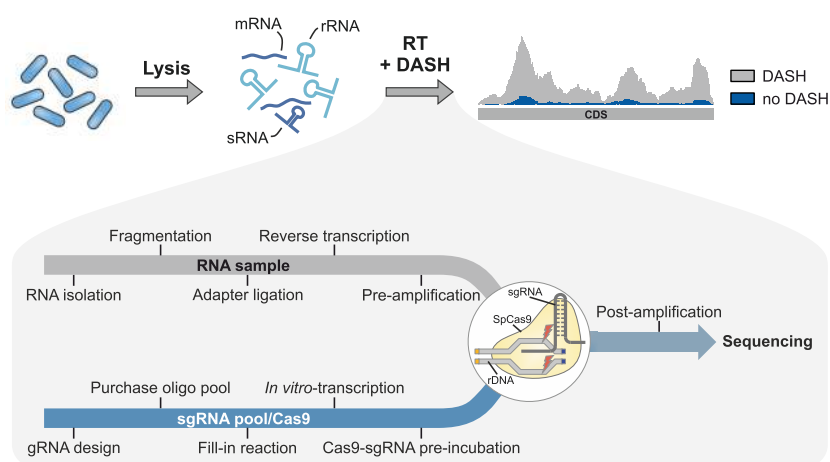 mRNA
rRNA
Lysis
sRNA
RT
+ DASH
CDS
DASH
no DASH
Fragmentation
Reverse transcription
RNA sample
RNA isolation
Adapter ligation
Pre-amplification
sgRNA
SpCas9
rDNA
Post-amplification
Sequencing
Purchase oligo pool
In vitro-transcription
sgRNA pool/Cas9
gRNA design
Fill-in reaction
Cas9-sgRNA pre-incubation